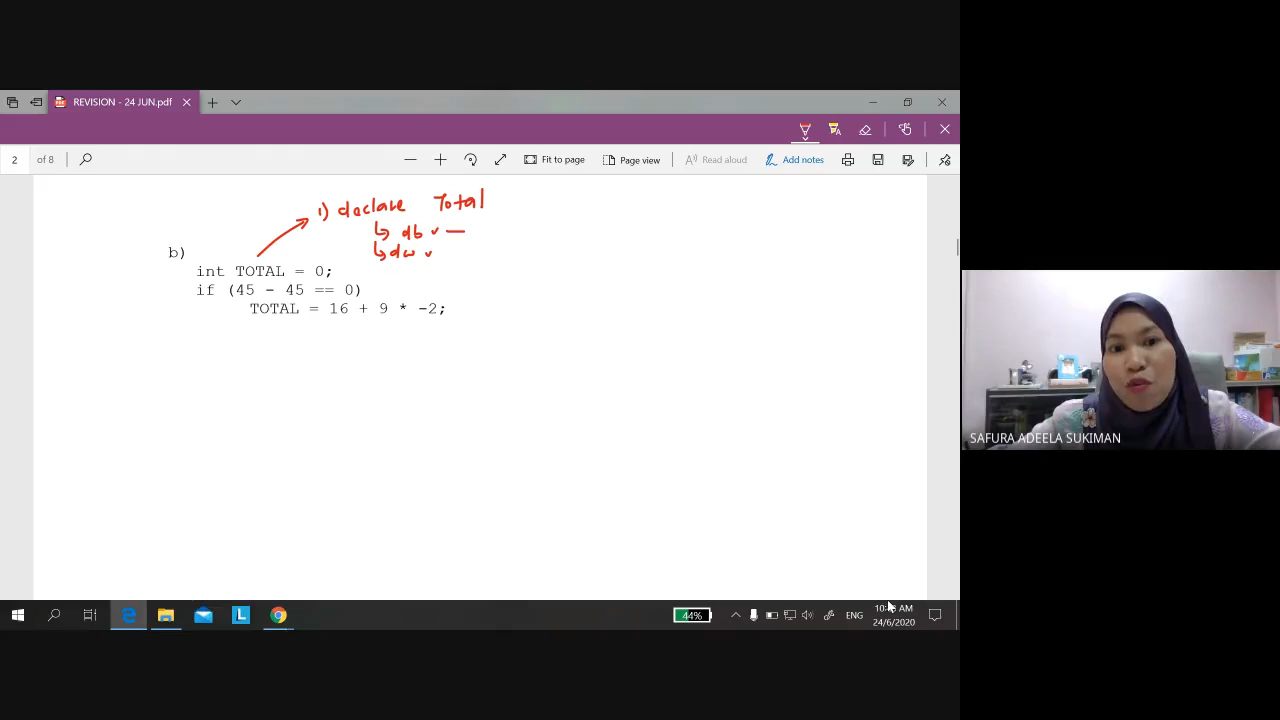 REVISION - 24 JUN.pdf
2 of 8
Fit to page
Page view
Read aloud
Add notes
1) declare Total
↳ db ✓ —
↳ dw ✓
b)
int TOTAL = 0;
if (45 - 45 == 0)
TOTAL = 16 + 9 * -2;
SAFURA ADEELA SUKIMAN
44%
ENG
AM
24/6/2020